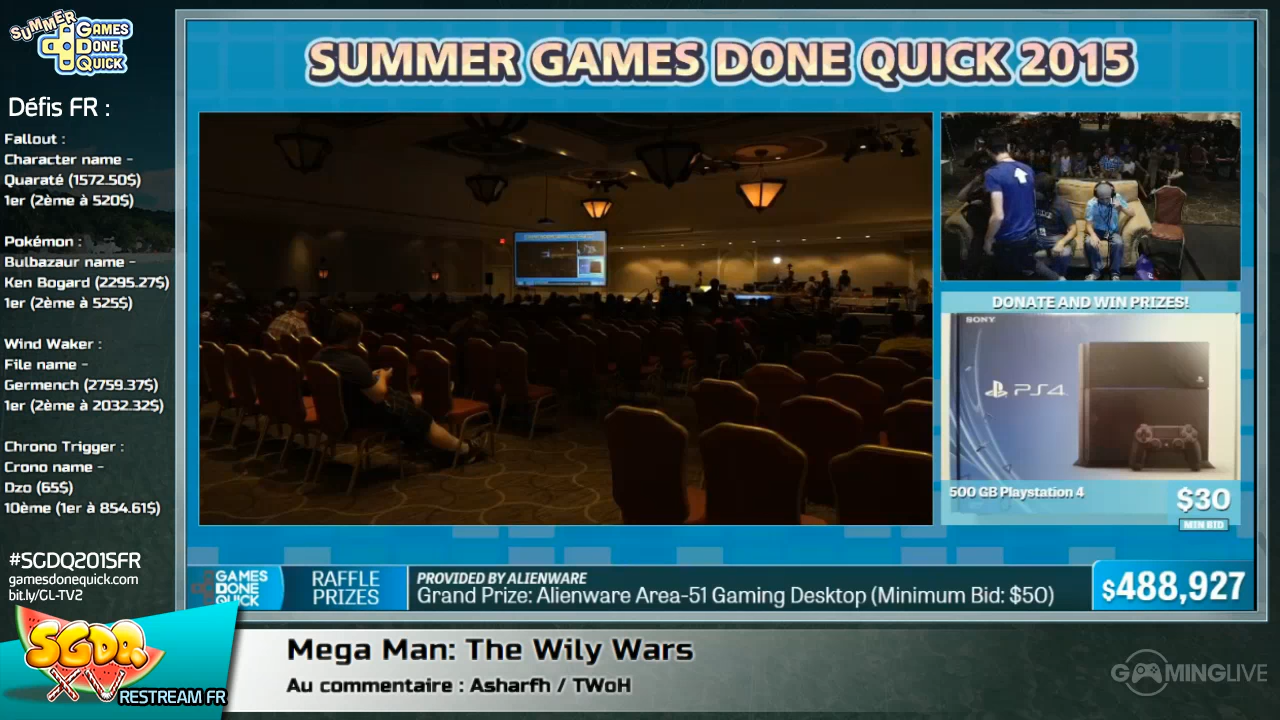 SUMMER
GAMES
DONE
QUICK
Défis FR :
Fallout :
Character name -
Quaraté (1572.50$)
1er (2ème à 520$)
Pokémon :
Bulbazaur name -
Ken Bogard (2295.27$)
1er (2ème à 525$)
Wind Waker :
File name -
Germench (2759.37$)
1er (2ème à 2032.32$)
Chrono Trigger :
Crono name -
Dzo (65$)
10ème (1er à 854.61$)
#SGDQ2015FR
gamesdonequick.com
bit.ly/GL-TV2
SGDQ
XV
RESTREAM FR
SUMMER GAMES DONE QUICK 2015
DONATE AND WIN PRIZES!
SONY
PS4
500 GB Playstation 4
$30
MIN BID
GAMES
DONE
QUICK
RAFFLE
PRIZES
PROVIDED BY ALIENWARE
Grand Prize: Alienware Area-51 Gaming Desktop (Minimum Bid: $50)
$488,927
Mega Man: The Wily Wars
Au commentaire : Asharfh / TWoH
GAMINGLIVE